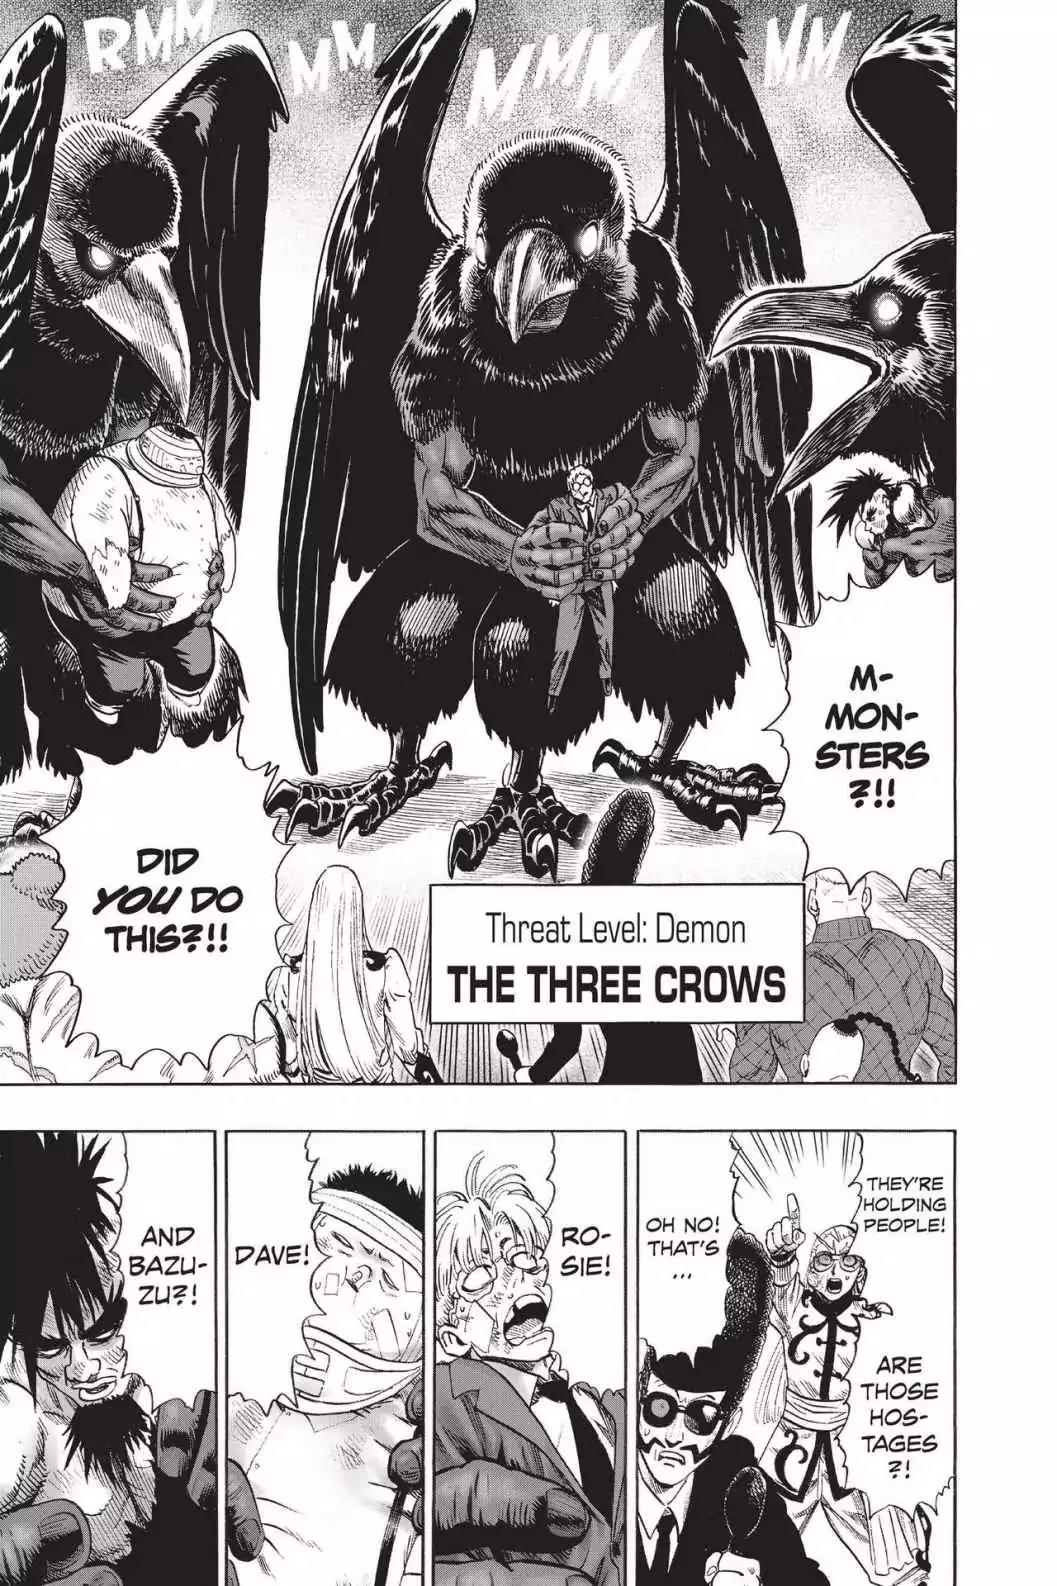 RMM
MM
MMM
MM
M-
MON-
STERS
?!!
DID
YOU DO
THIS?!!
Threat Level: Demon
THE THREE CROWS
THEY'RE
HOLDING
PEOPLE!
OH NO!
THAT'S
...
ARE
THOSE
HOS-
TAGES
?!
RO-
SIE!
DAVE!
AND
BAZU-
ZU?!